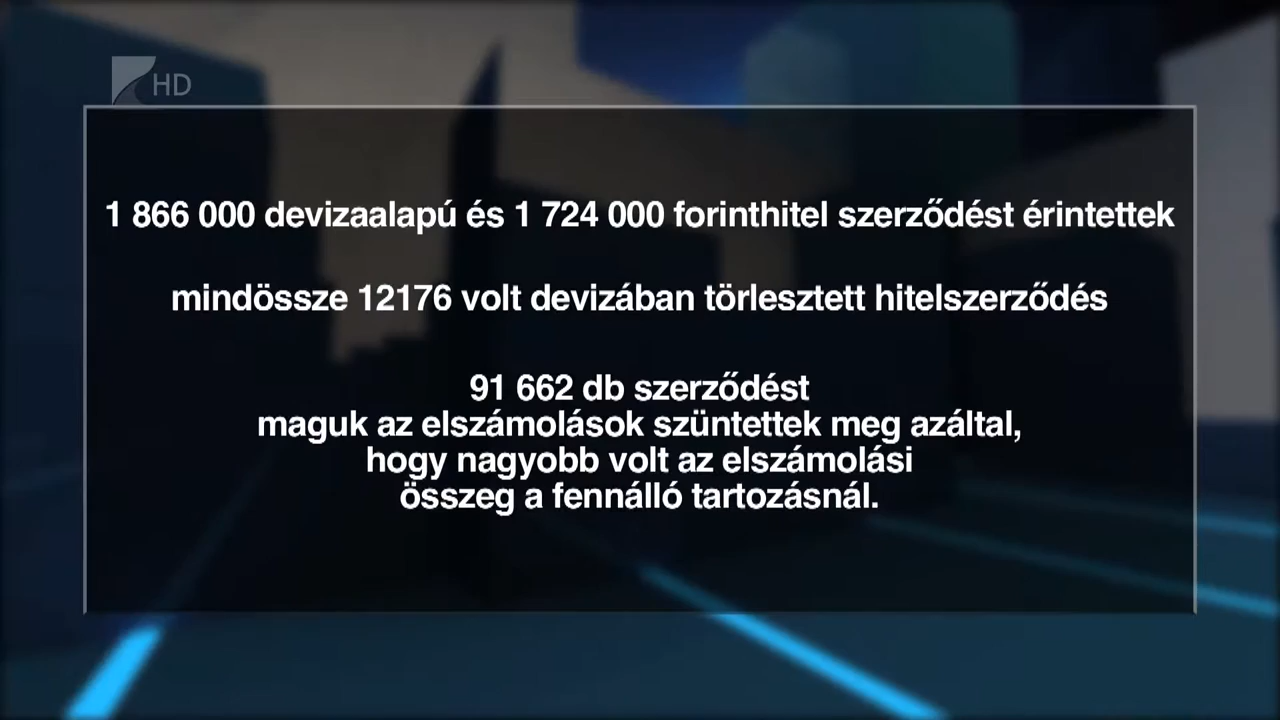 HD
1 866 000 devizaalapú és 1 724 000 forinthitel szerződést érintettek
mindössze 12176 volt devizában törlesztett hitelszerződés
91 662 db szerződést
maguk az elszámolások szüntettek meg azáltal,
hogy nagyobb volt az elszámolási
összeg a fennálló tartozásnál.